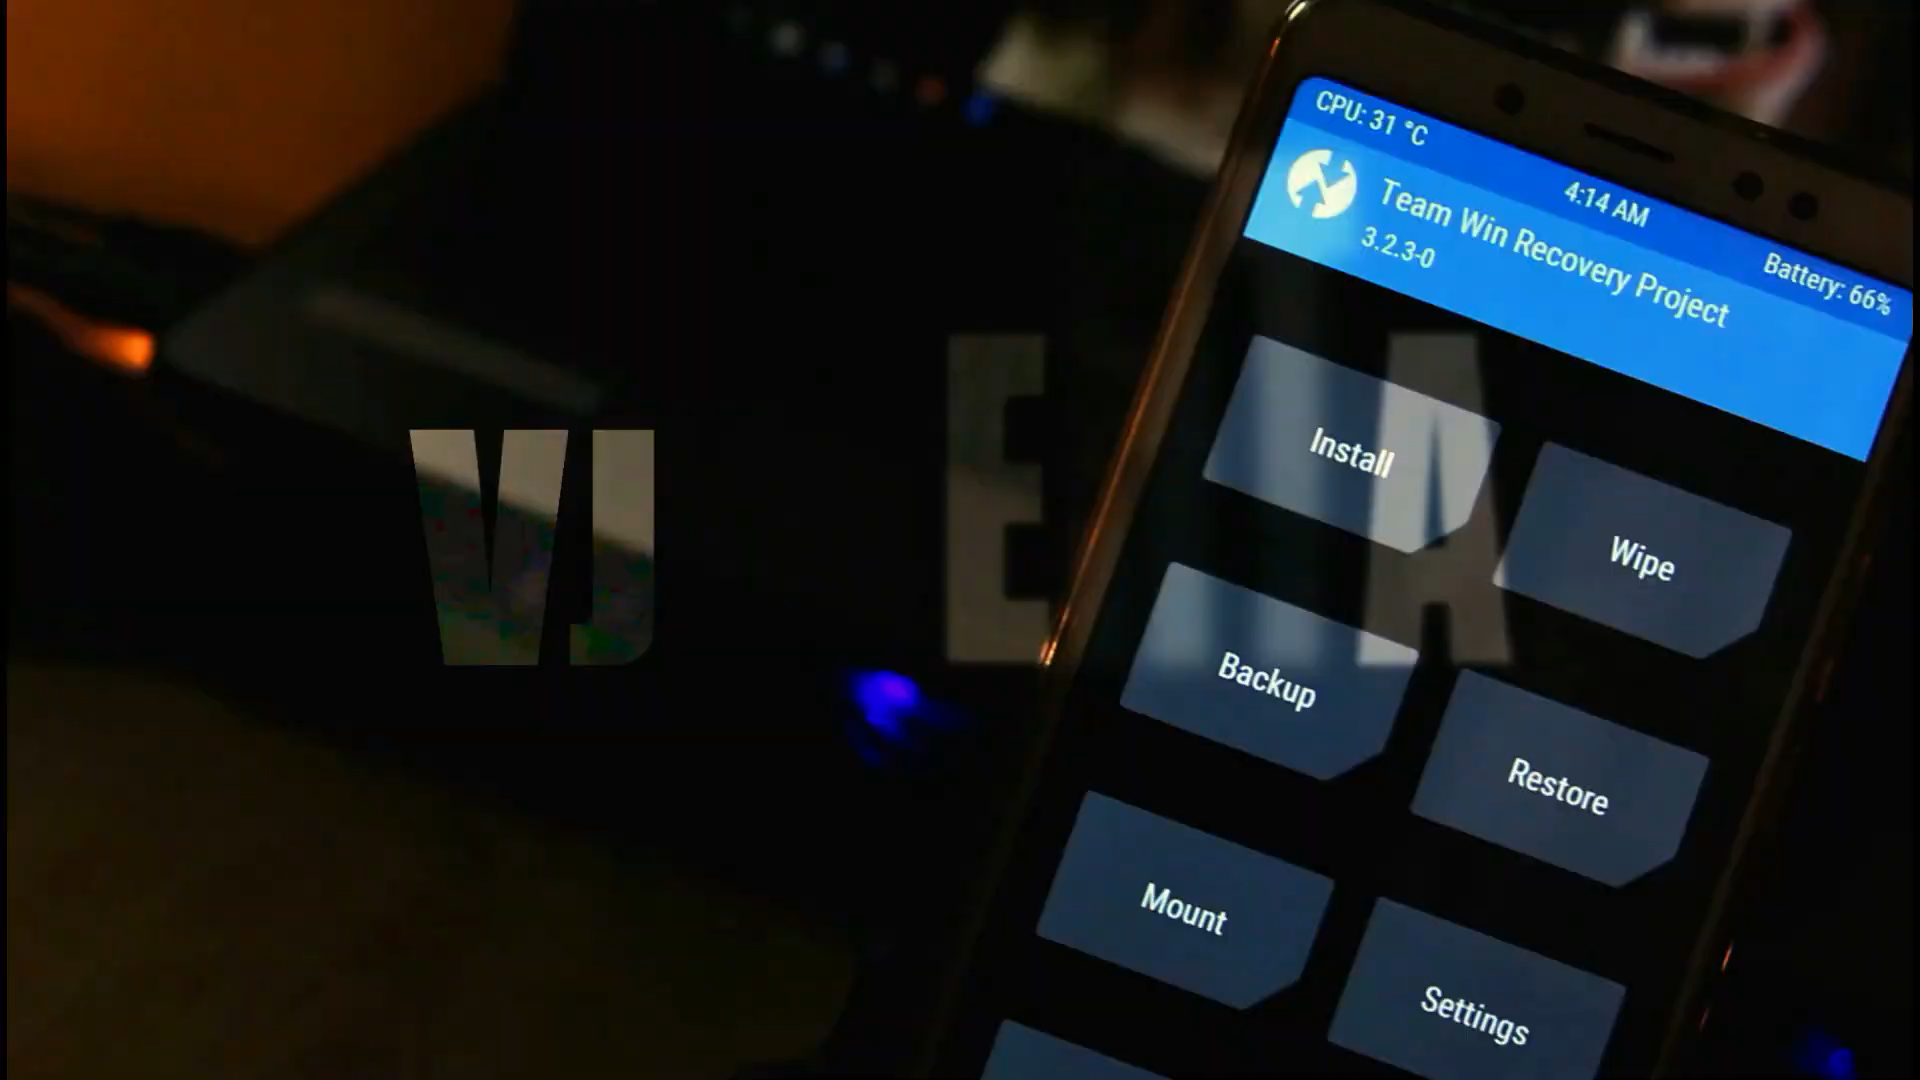 CPU: 31 °C
4:14 AM
Battery: 66%
Team Win Recovery Project
3.2.3-0
Install
Wipe
Backup
Restore
Mount
Settings
VJ
E
A